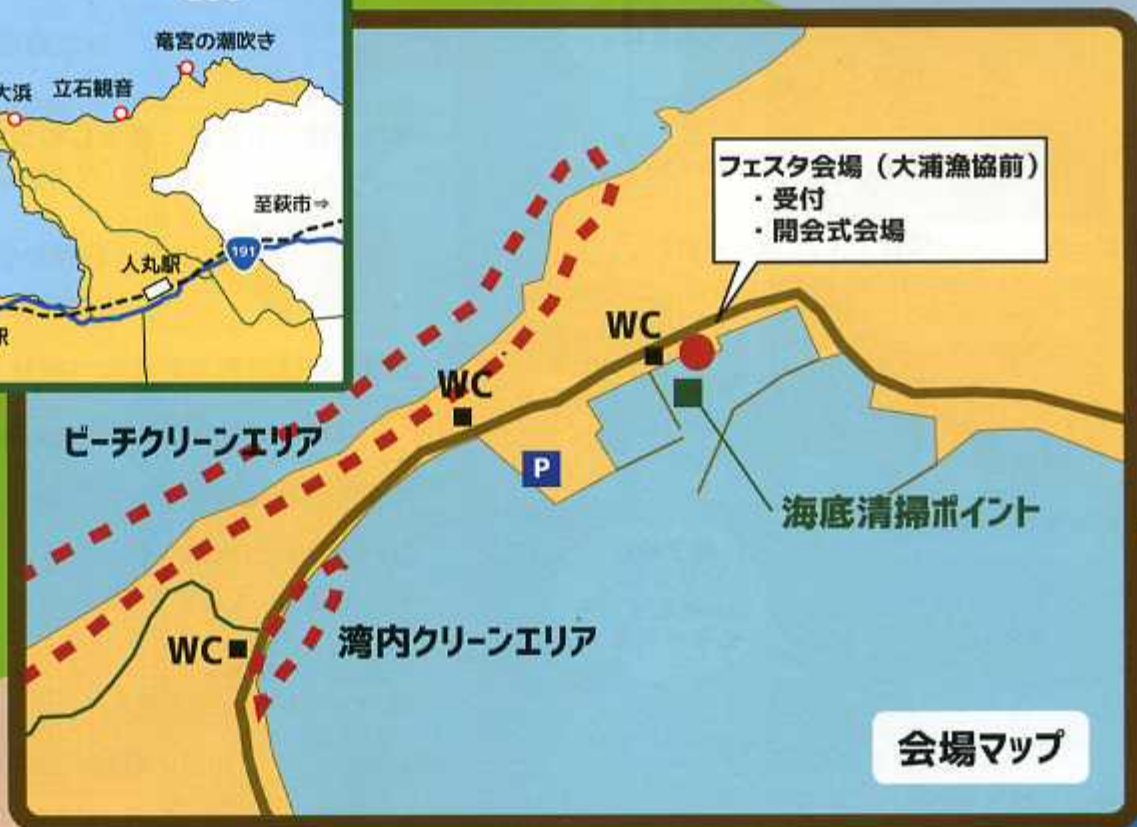 竜宮の潮吹き
大浜
立石観音
至萩市⇒
191
人丸駅
駅
フェスタ会場（大浦漁協前）
・受付
・開会式会場
WC
WC
ビーチクリーンエリア
P
海底清掃ポイント
湾内クリーンエリア
WC
会場マップ